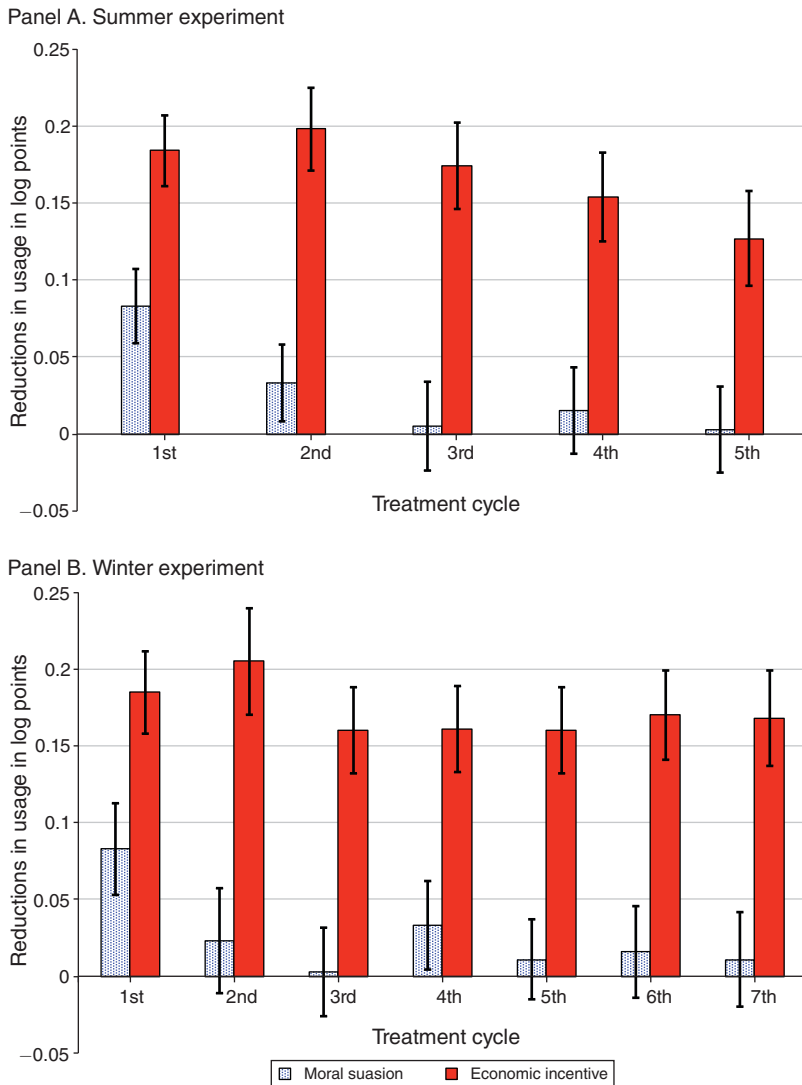 Panel A. Summer experiment
Reductions in usage in log points
0.25
0.2
0.15
0.1
0.05
0
−0.05
1st 2nd 3rd 4th 5th
Treatment cycle
Panel B. Winter experiment
Reductions in usage in log points
0.25
0.2
0.15
0.1
0.05
0
−0.05
1st 2nd 3rd 4th 5th 6th 7th
Treatment cycle
Moral suasion Economic incentive